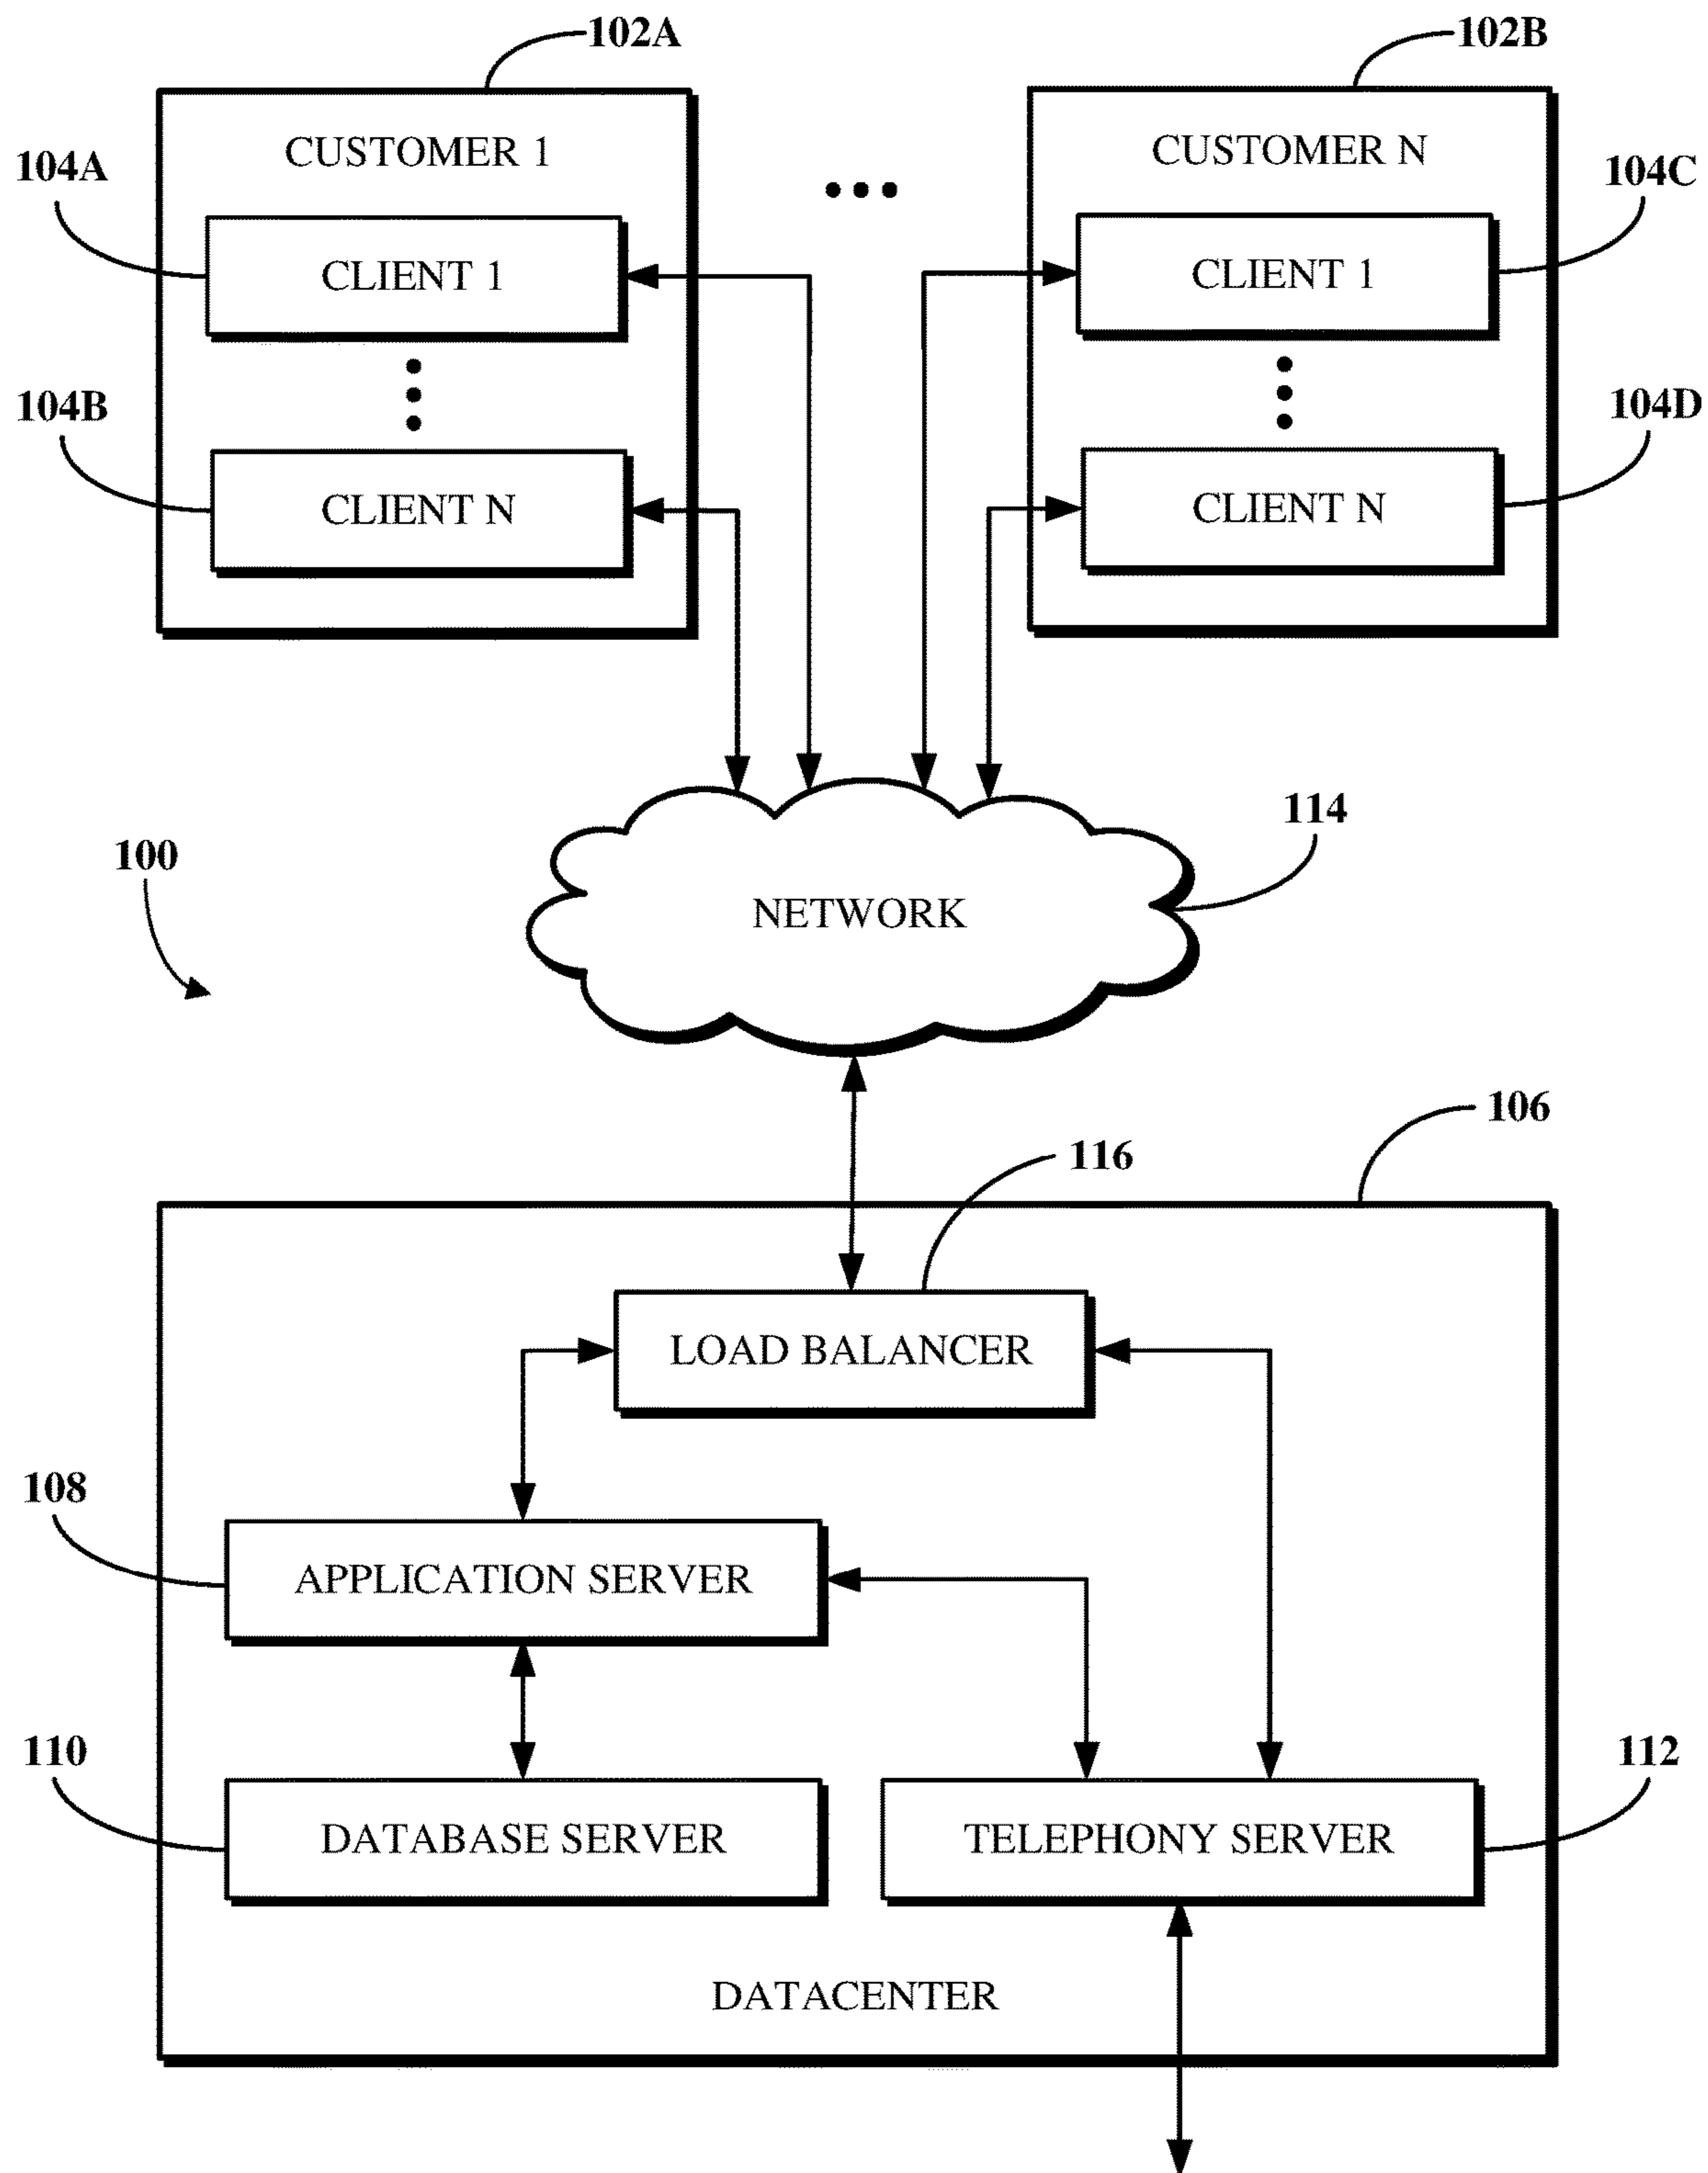 102A
102B
CUSTOMER 1
CUSTOMER N
104A
104C
CLIENT 1
CLIENT 1
104B
104D
CLIENT N
CLIENT N
114
100
NETWORK
106
116
LOAD BALANCER
108
APPLICATION SERVER
110
112
DATABASE SERVER
TELEPHONY SERVER
DATACENTER